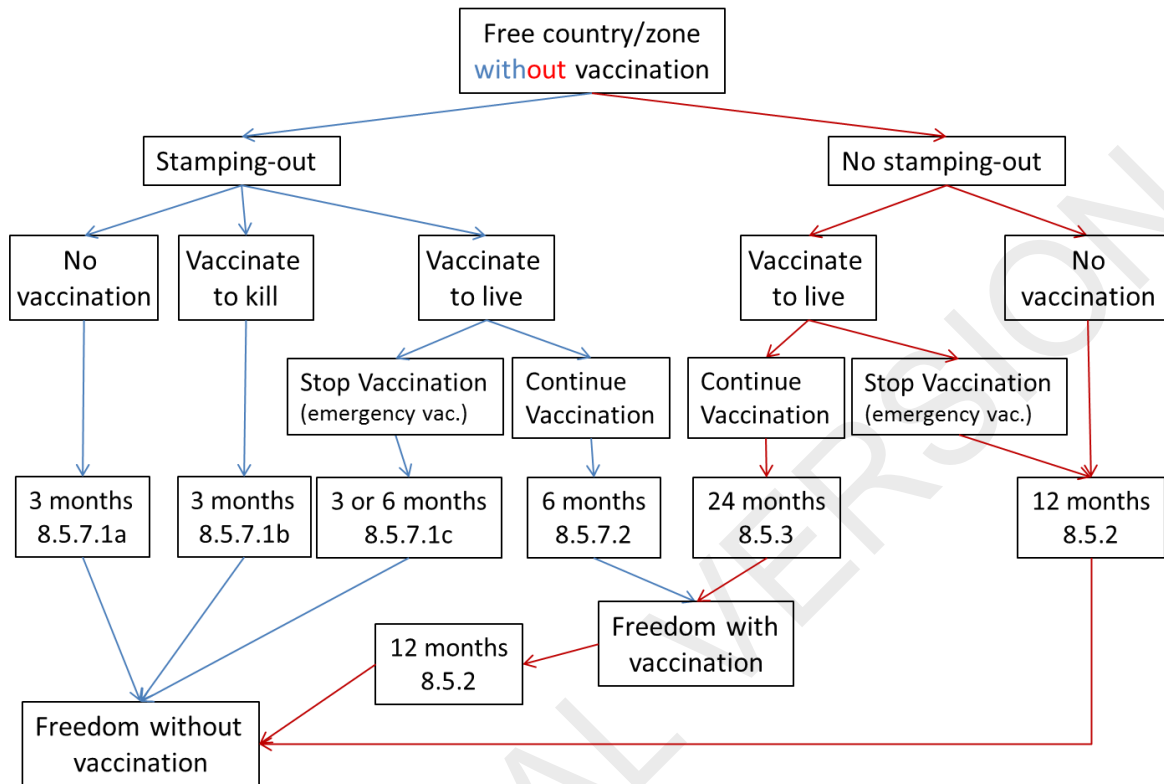 Free country/zone
without vaccination
Stamping-out
No stamping-out
No
vaccination
Vaccinate
to kill
Vaccinate
to live
Vaccinate
to live
No
vaccination
Stop Vaccination
(emergency vac.)
Continue
Vaccination
Continue
Vaccination
Stop Vaccination
(emergency vac.)
3 months
8.5.7.1a
3 months
8.5.7.1b
3 or 6 months
8.5.7.1c
6 months
8.5.7.2
24 months
8.5.3
12 months
8.5.2
Freedom with
vaccination
12 months
8.5.2
Freedom without
vaccination
AL VERSION